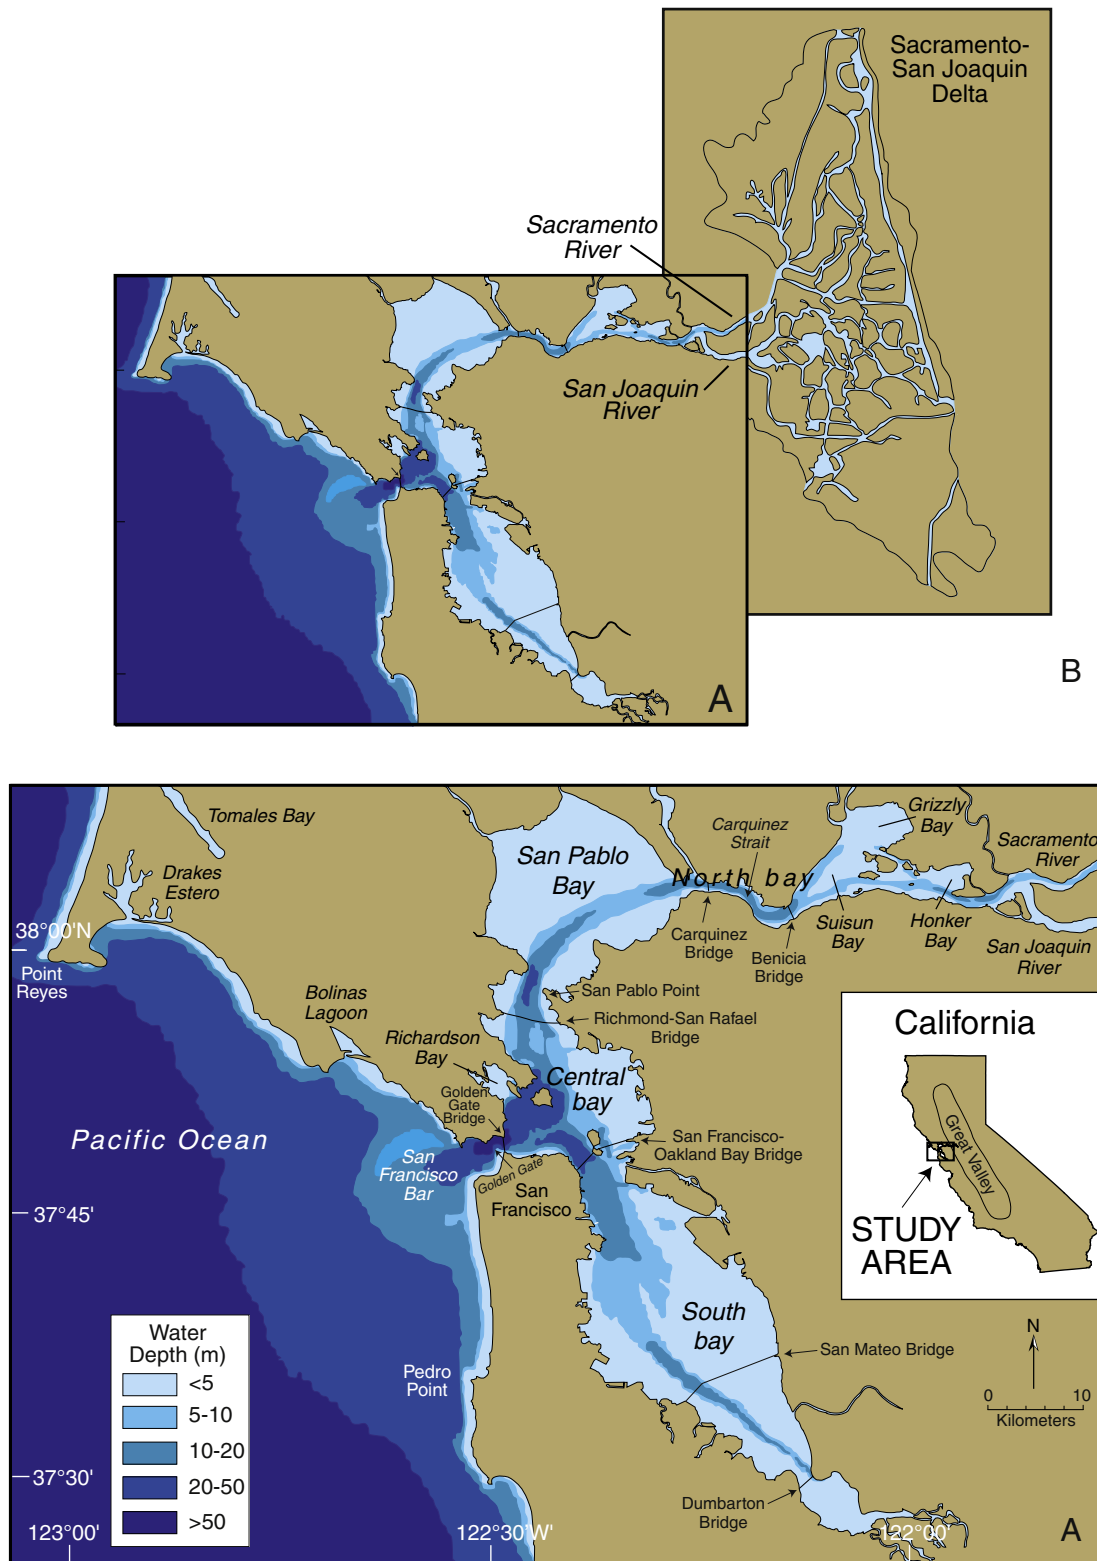 Sacramento-
San Joaquin
Delta
Sacramento
River
San Joaquin
River
A
B
Tomales Bay
Drakes
Estero
38°00'N
Point
Reyes
Bolinas
Lagoon
Richardson
Bay
Golden
Gate
Bridge
San Pablo
Bay
Carquinez
Strait
North bay
Grizzly
Bay
Sacramento
River
Carquinez
Bridge
Benicia
Bridge
Suisun
Bay
Honker
Bay
San Joaquin
River
San Pablo Point
Richmond-San Rafael
Bridge
Central
bay
Pacific Ocean
San
Francisco
Bar
Golden Gate
San
Francisco
San Francisco-
Oakland Bay Bridge
California
Great Valley
STUDY
AREA
37°45'
South
bay
San Mateo Bridge
N
0 10
Kilometers
Water
Depth (m)
<5
5-10
10-20
20-50
>50
Pedro
Point
37°30'
Dumbarton
Bridge
123°00'
122°30'W
122°00'
A